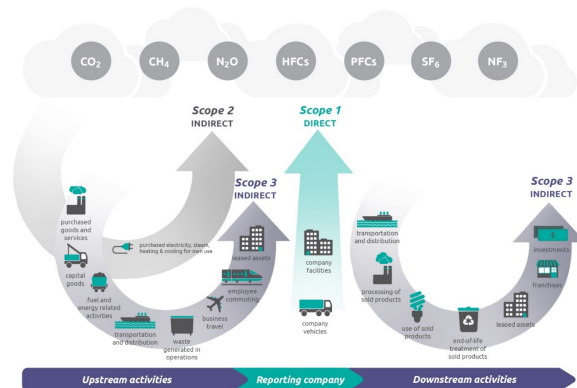 CO2
CH4
N2O
HFCs
PFCs
SF6
NF3
Scope 2
INDIRECT
Scope 1
DIRECT
Scope 3
INDIRECT
Scope 3
INDIRECT
purchased
goods and
services
capital
goods
fuel and
energy related
activities
transportation
and distribution
waste
generated in
operations
business
travel
employee
commuting
leased assets
purchased electricity, steam,
heating & cooling for own use
company
facilities
company
vehicles
transportation
and distribution
processing of
sold products
use of sold
products
end-of-life
treatment of
sold products
leased assets
franchises
investments
Upstream activities
Reporting company
Downstream activities